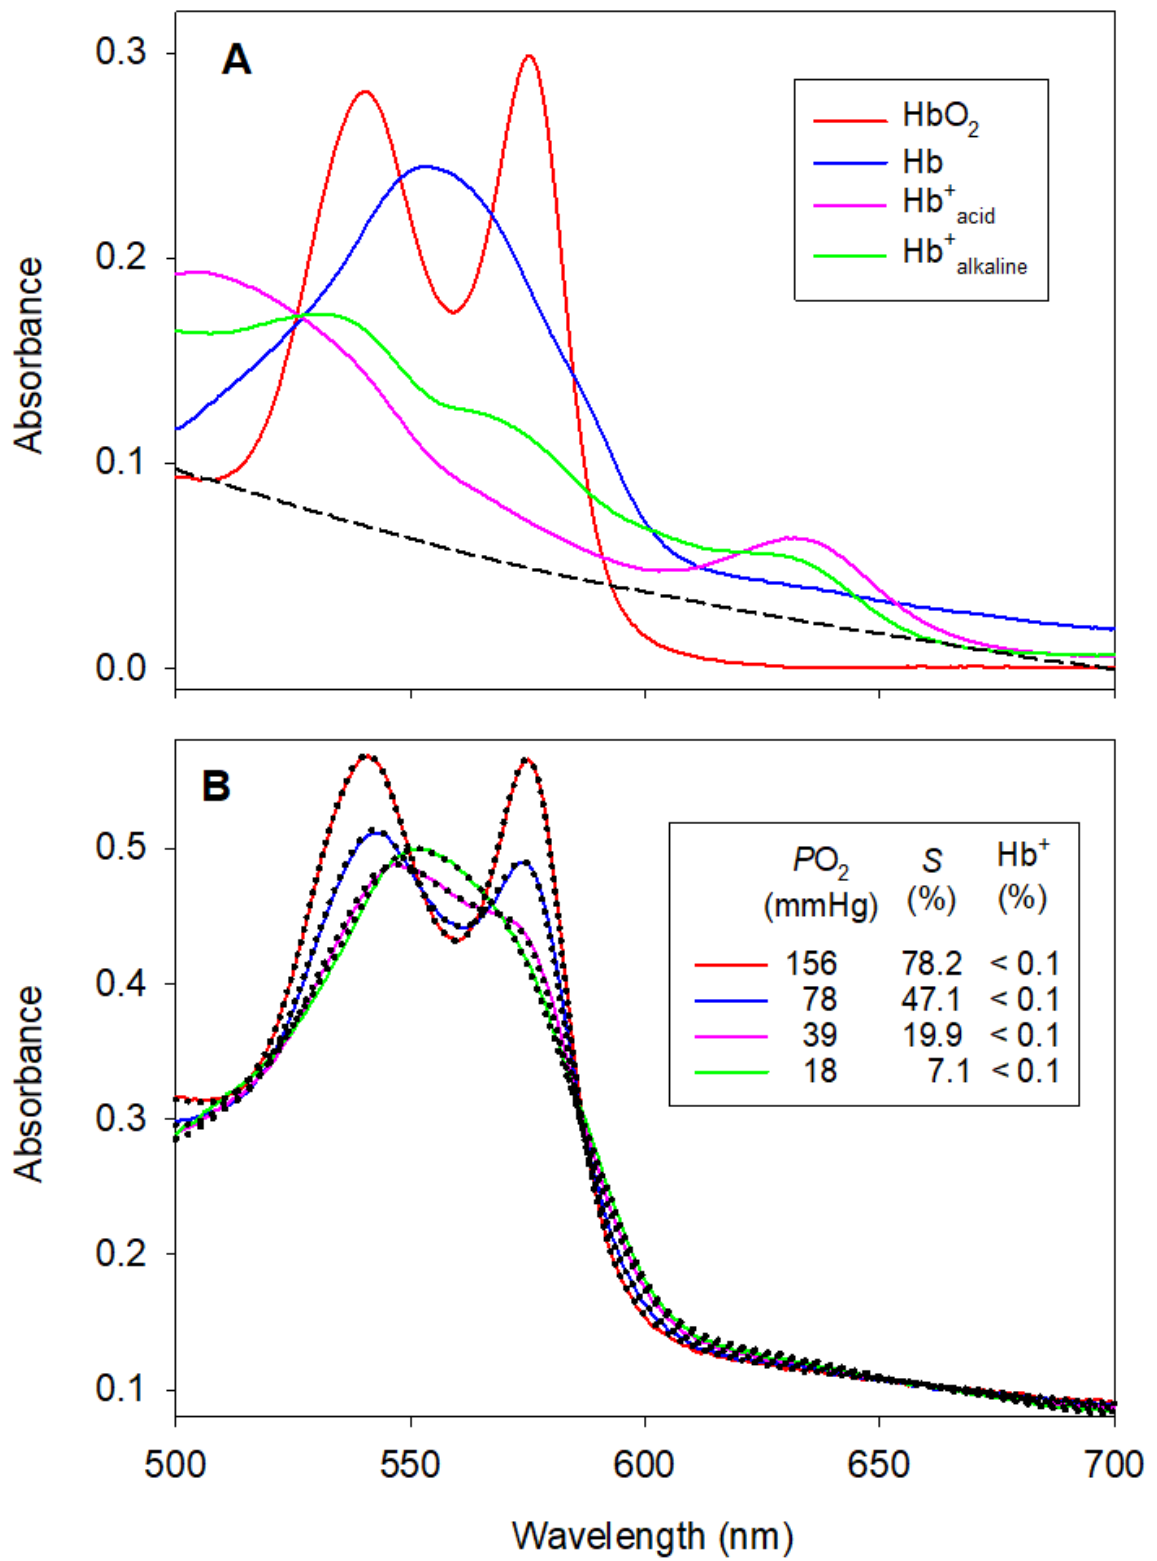 A
0.3
0.2
0.1
0.0
Absorbance
HbO2
Hb
Hb+acid
Hb+alkaline
B
0.5
0.4
0.3
0.2
0.1
Absorbance
PO2 S Hb+
(mmHg) (%) (%)
156 78.2 < 0.1
78 47.1 < 0.1
39 19.9 < 0.1
18 7.1 < 0.1
500 550 600 650 700
Wavelength (nm)